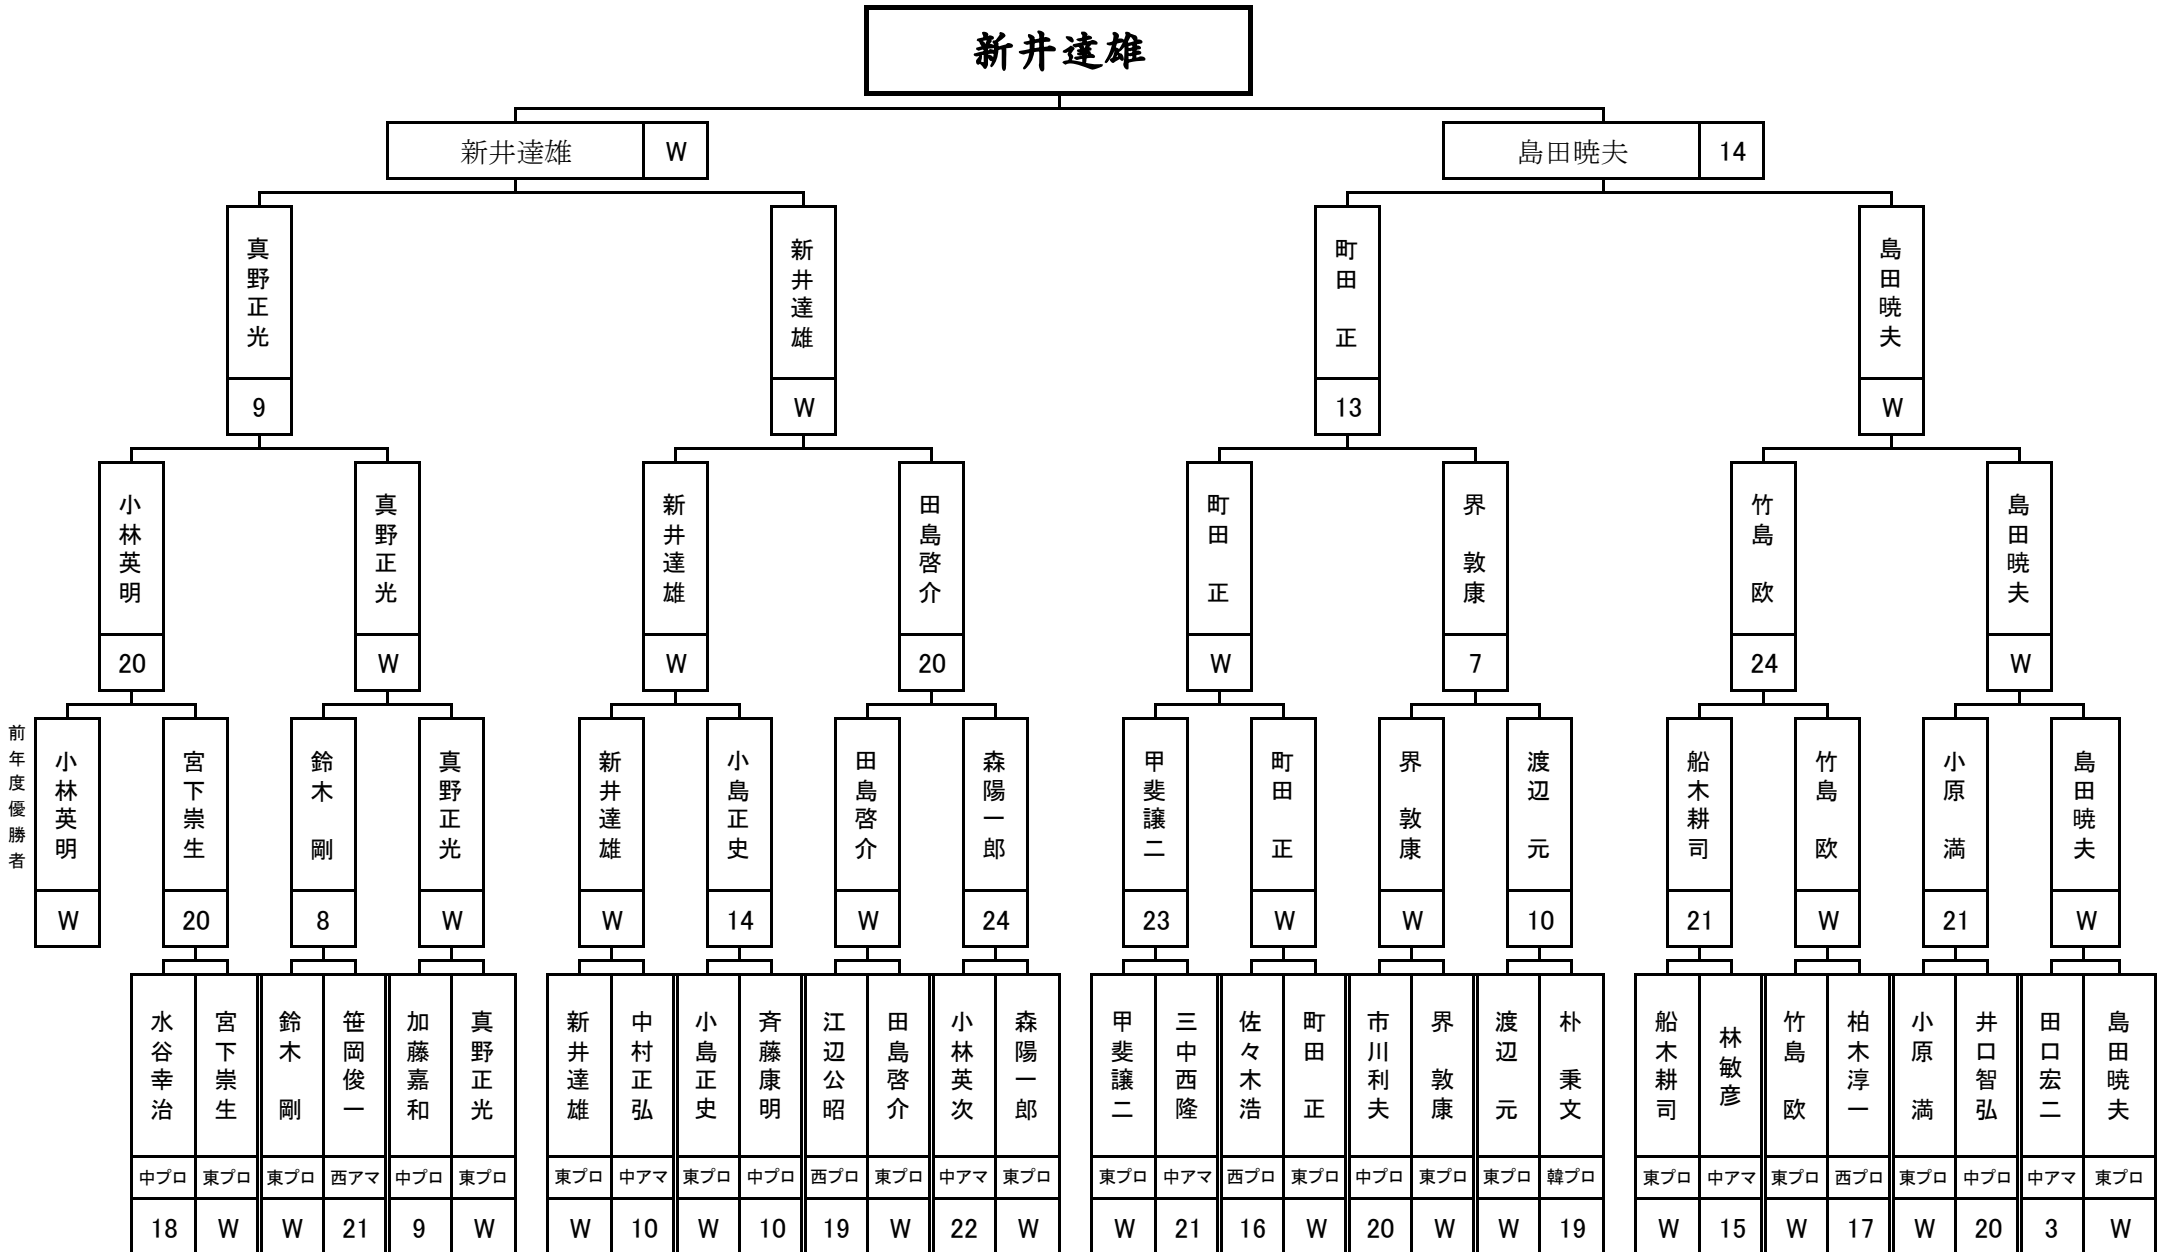 新井達雄
新井達雄 W
島田暁夫 14
真野正光 新井達雄 町田 正 島田暁夫
9 W 13 W
小林英明 真野正光 新井達雄 田島啓介 町田 正 界 敦康 竹島 欧 島田暁夫
20 W W 20 W 7 24 W
前年度優勝者
小林英明 宮下崇生 鈴木 剛 真野正光 新井達雄 小島正史 田島啓介 森陽一郎 甲斐譲二 町田 正 界 敦康 渡辺 元 船木耕司 竹島 欧 小原 満 島田暁夫
W 20 8 W W 14 W 24 23 W W 10 21 W 21 W
水谷幸治 宮下崇生 鈴木 剛 笹岡俊一 加藤嘉和 真野正光 新井達雄 中村正弘 小島正史 斉藤康明 江辺公昭 田島啓介 小林英次 森陽一郎 甲斐譲二 三中西隆 佐々木浩 町田 正 市川利夫 界 敦康 渡辺 元 朴 秉文 船木耕司 林敏彦 竹島 欧 柏木淳一 小原 満 井口智弘 田口宏二 島田暁夫
中プロ 東プロ 東プロ 西アマ 中プロ 東プロ 東プロ 中アマ 東プロ 中プロ 西プロ 東プロ 中アマ 東プロ 東プロ 中アマ 西プロ 東プロ 中プロ 東プロ 東プロ 韓プロ 東プロ 中アマ 東プロ 西プロ 東プロ 中プロ 中アマ 東プロ
18 W W 21 9 W W 10 W 10 19 W 22 W W 21 16 W 20 W W 19 W 15 W 17 W 20 3 W